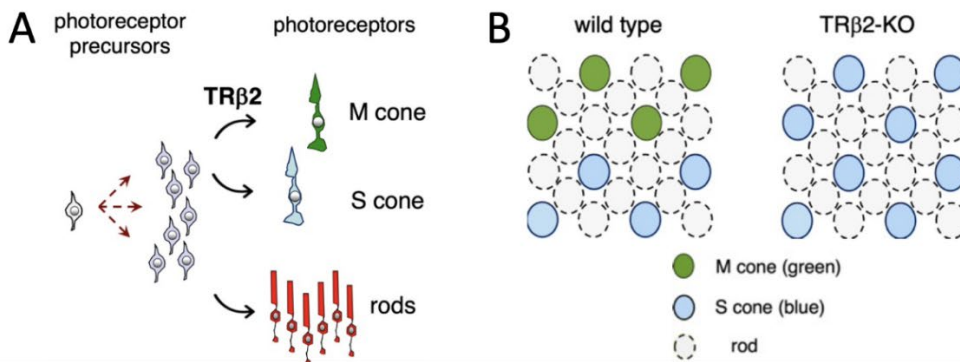 A
photoreceptor
precursors
photoreceptors
TRβ2
M cone
S cone
rods
B
wild type
TRβ2-KO
M cone (green)
S cone (blue)
rod